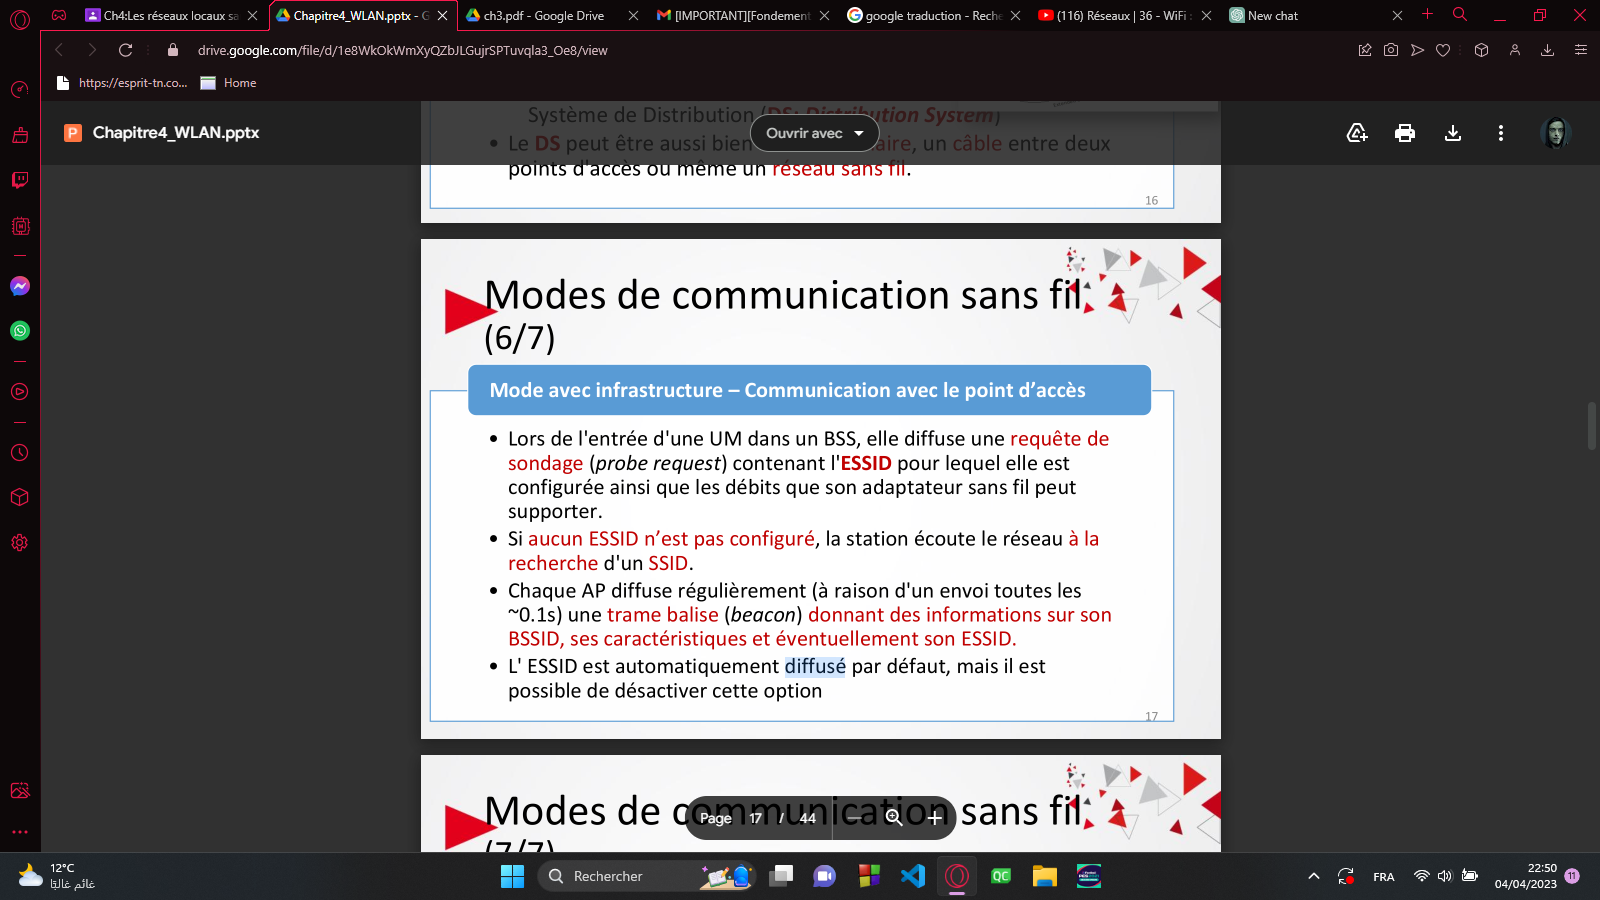 Ch4:Les réseaux locaux sa
Chapitre4_WLAN.pptx - G
ch3.pdf - Google Drive
[IMPORTANT][Fondement
google traduction - Reche
(116) Réseaux | 36 - WiFi :
New chat
drive.google.com/file/d/1e8WkOkWmXyQZbJLGujrSPTuvqla3_Oe8/view
https://esprit-tn.co...
Home
Chapitre4_WLAN.pptx
Ouvrir avec
Système de Distribution (DS: Distribution System)
• Le DS peut être aussi bien aire, un câble entre deux
points d'accès ou même un réseau sans fil.
16
Modes de communication sans fil
(6/7)
Mode avec infrastructure – Communication avec le point d’accès
• Lors de l'entrée d'une UM dans un BSS, elle diffuse une requête de
sondage (probe request) contenant l'ESSID pour lequel elle est
configurée ainsi que les débits que son adaptateur sans fil peut
supporter.
• Si aucun ESSID n’est pas configuré, la station écoute le réseau à la
recherche d'un SSID.
• Chaque AP diffuse régulièrement (à raison d'un envoi toutes les
~0.1s) une trame balise (beacon) donnant des informations sur son
BSSID, ses caractéristiques et éventuellement son ESSID.
• L' ESSID est automatiquement diffusé par défaut, mais il est
possible de désactiver cette option
17
Modes de communication sans fil
(7/7)
Page 17 / 44
12°C
غائم غالبًا
Rechercher
QC
FRA
22:50
04/04/2023
11